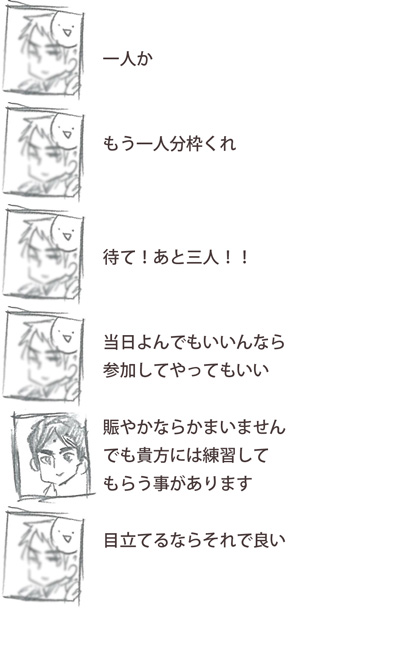 一人か
もう一人分枠くれ
待て！あと三人！！
当日よんでもいいんなら
参加してやってもいい
賑やかならかまいません
でも貴方には練習して
もらう事があります
目立てるならそれで良い